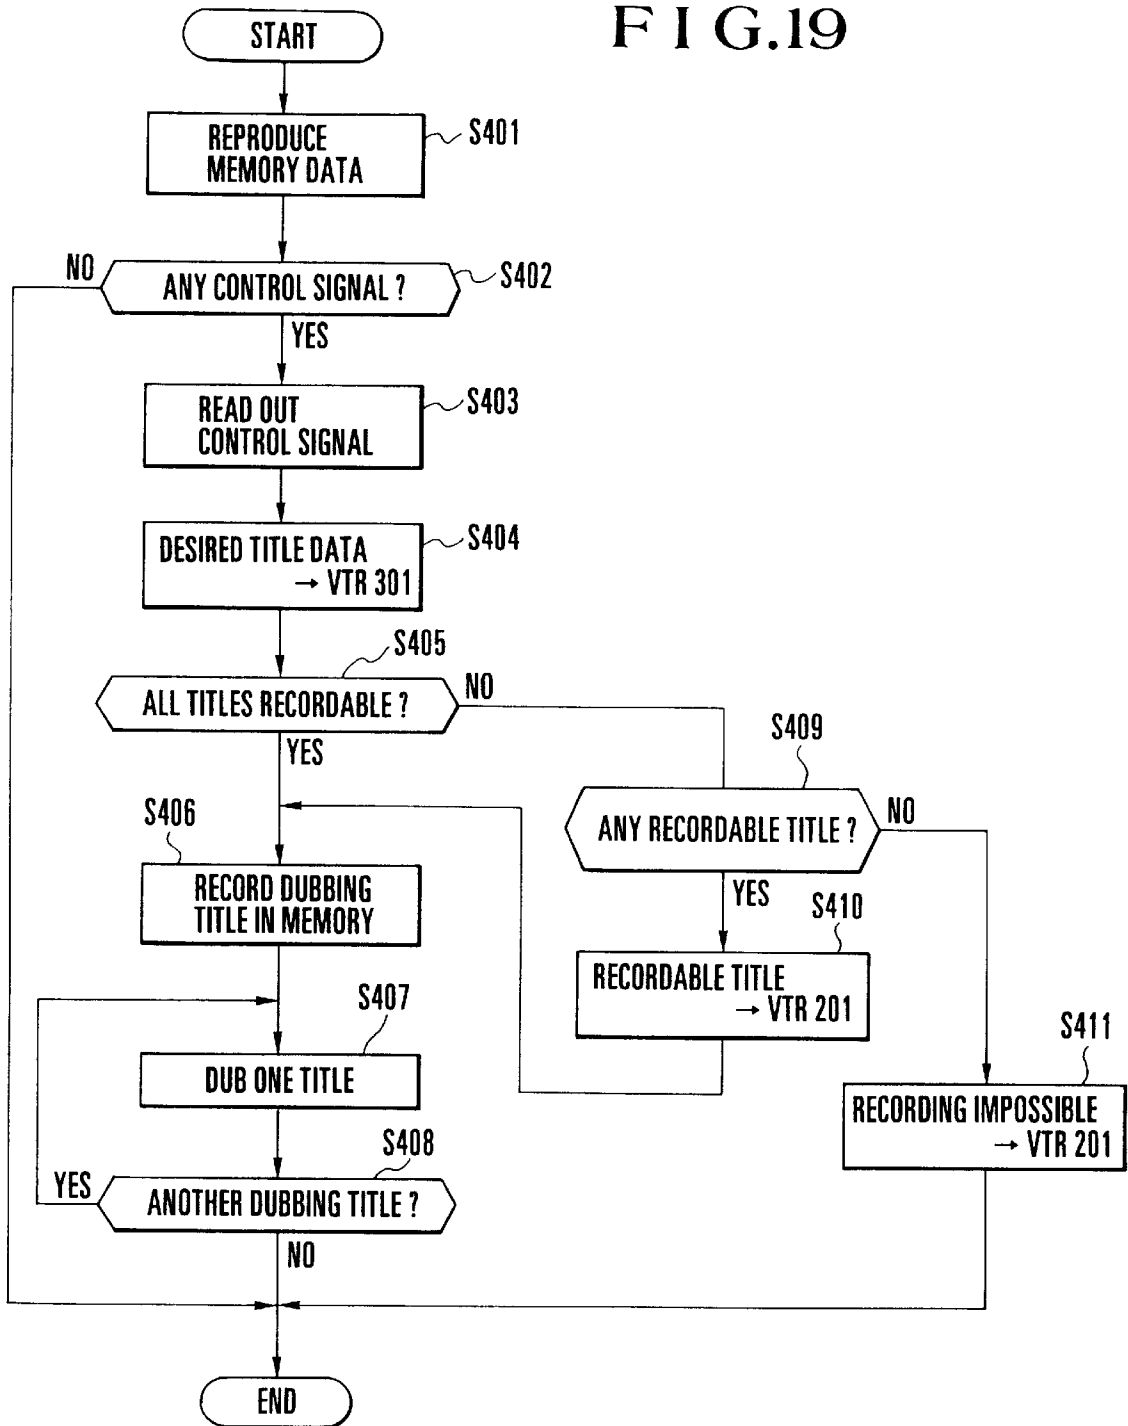 FIG.19
START
REPRODUCE
MEMORY DATA
S401
NO
ANY CONTROL SIGNAL ?
S402
YES
READ OUT
CONTROL SIGNAL
S403
DESIRED TITLE DATA
→ VTR 301
S404
S405
ALL TITLES RECORDABLE ?
NO
YES
S409
ANY RECORDABLE TITLE ?
NO
YES
S406
RECORD DUBBING
TITLE IN MEMORY
S410
RECORDABLE TITLE
→ VTR 201
S407
DUB ONE TITLE
S411
RECORDING IMPOSSIBLE
→ VTR 201
S408
YES
ANOTHER DUBBING TITLE ?
NO
END